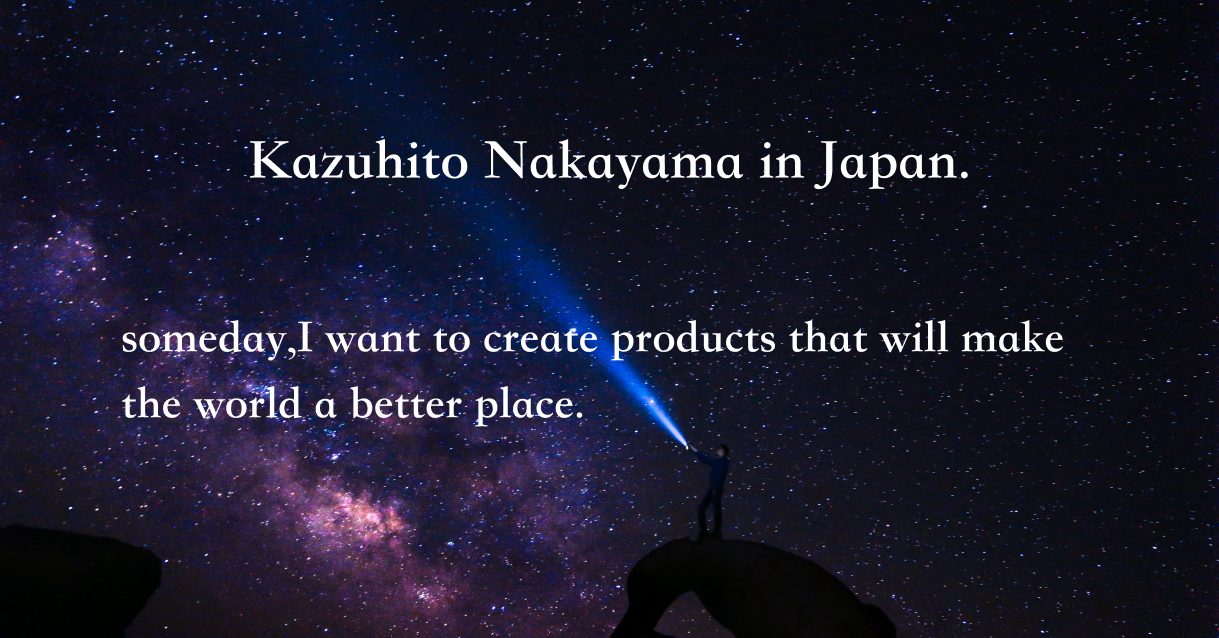 Kazuhito Nakayama in Japan.
someday,I want to create products that will make
the world a better place.